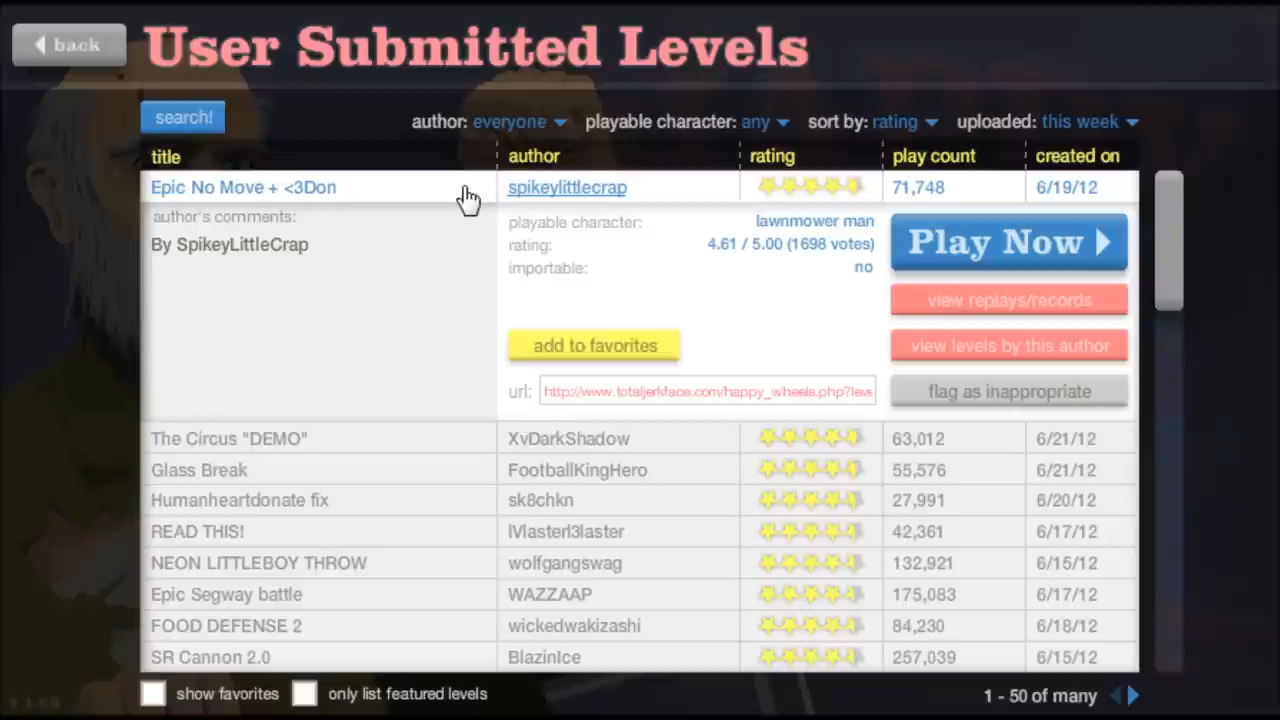 back
User Submitted Levels
search!
author: everyone playable character: any sort by: rating uploaded: this week
title author rating play count created on
Epic No Move + <3Don spikeylittlecrap 71,748 6/19/12
author's comments:
By SpikeyLittleCrap
playable character: lawnmower man
rating: 4.61 / 5.00 (1698 votes)
importable: no
Play Now
view replays/records
add to favorites
view levels by this author
url: http://www.totaljerkface.com/happy_wheels.php?leve
flag as inappropriate
The Circus "DEMO" XvDarkShadow 63,012 6/21/12
Glass Break FootballKingHero 55,576 6/21/12
Humanheartdonate fix sk8chkn 27,991 6/20/12
READ THIS! lVlasterl3laster 42,361 6/17/12
NEON LITTLEBOY THROW wolfgangswag 132,921 6/15/12
Epic Segway battle WAZZAAP 175,083 6/17/12
FOOD DEFENSE 2 wickedwakizashi 84,230 6/18/12
SR Cannon 2.0 BlazinIce 257,039 6/15/12
show favorites only list featured levels 1 - 50 of many